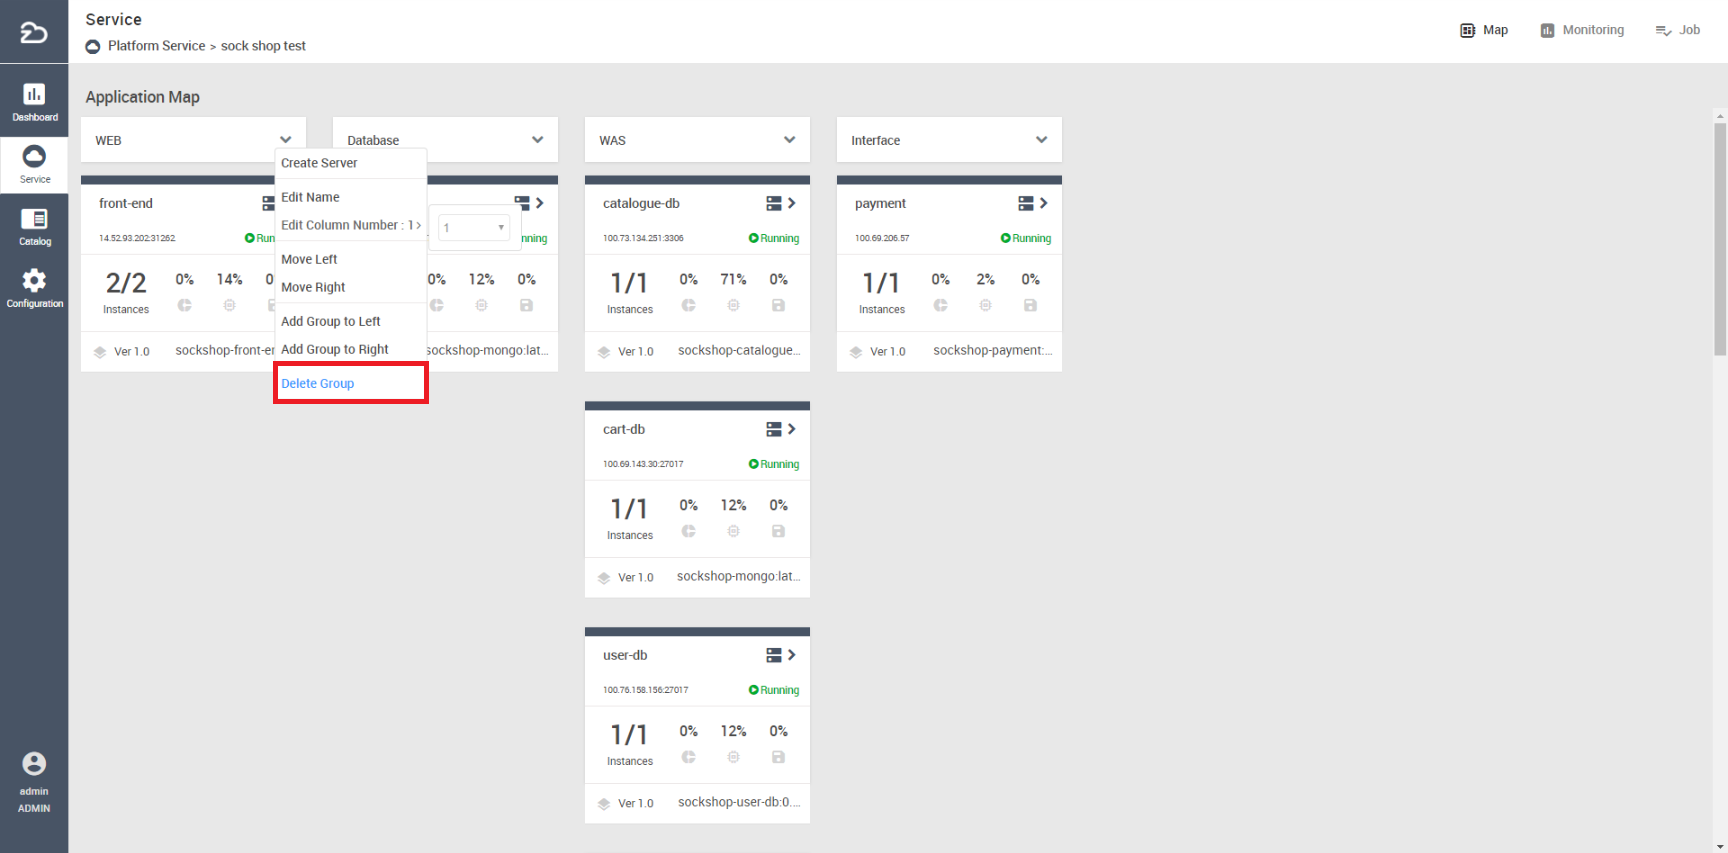 Service
Platform Service > sock shop test
Map
Monitoring
Job
Dashboard
Service
Catalog
Configuration
admin
ADMIN
Application Map
WEB
Database
WAS
Interface
Create Server
Edit Name
Edit Column Number : 1 >
1
Move Left
Move Right
Add Group to Left
Add Group to Right
Delete Group
front-end
14.52.93.202:31262
Run
2/2
Instances
0% 14% 0
Ver 1.0 sockshop-front-en
nning
0% 12% 0%
sockshop-mongo:lat...
catalogue-db
100.73.134.251:3306
Running
1/1
Instances
0% 71% 0%
Ver 1.0 sockshop-catalogue...
payment
100.69.206.57
Running
1/1
Instances
0% 2% 0%
Ver 1.0 sockshop-payment:...
cart-db
100.69.143.30:27017
Running
1/1
Instances
0% 12% 0%
Ver 1.0 sockshop-mongo:lat...
user-db
100.76.158.156:27017
Running
1/1
Instances
0% 12% 0%
Ver 1.0 sockshop-user-db:0....